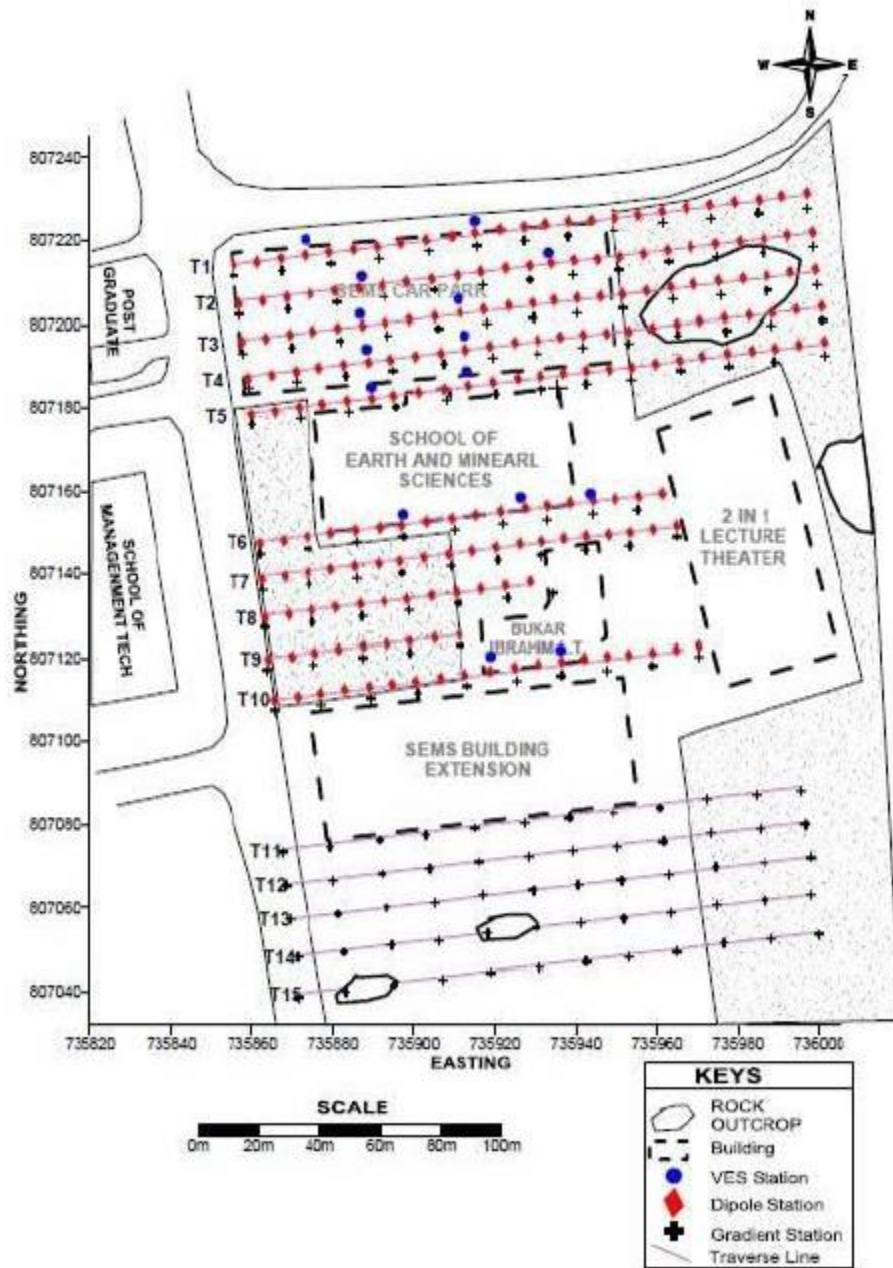 N
W E
S
807240
807220
807200
807180
807160
807140
807120
807100
807080
807060
807040
NORTHING
POST
GRADUATE
SCHOOL OF
MANAGENMENT TECH
T1
T2
T3
T4
T5
T6
T7
T8
T9
T10
T11
T12
T13
T14
T15
SEMS CAR PARK
SCHOOL OF
EARTH AND MINEARL
SCIENCES
2 IN 1
LECTURE
THEATER
BUKAR
IBRAHM
SEMS BUILDING
EXTENSION
735820 735840 735860 735880 735900 735920 735940 735960 735980 736000
EASTING
SCALE
0m 20m 40m 60m 80m 100m
KEYS
ROCK
OUTCROP
Building
VES Station
Dipole Station
Gradient Station
Traverse Line